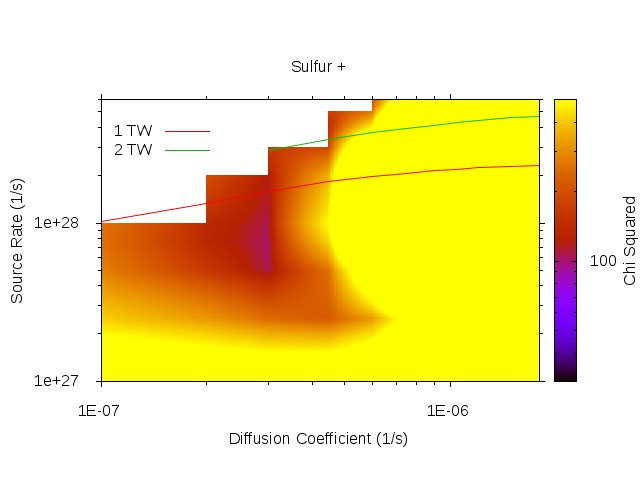 Sulfur +
1 TW
2 TW
Source Rate (1/s)
1e+28
1e+27
1E-07
1E-06
Diffusion Coefficient (1/s)
100
Chi Squared